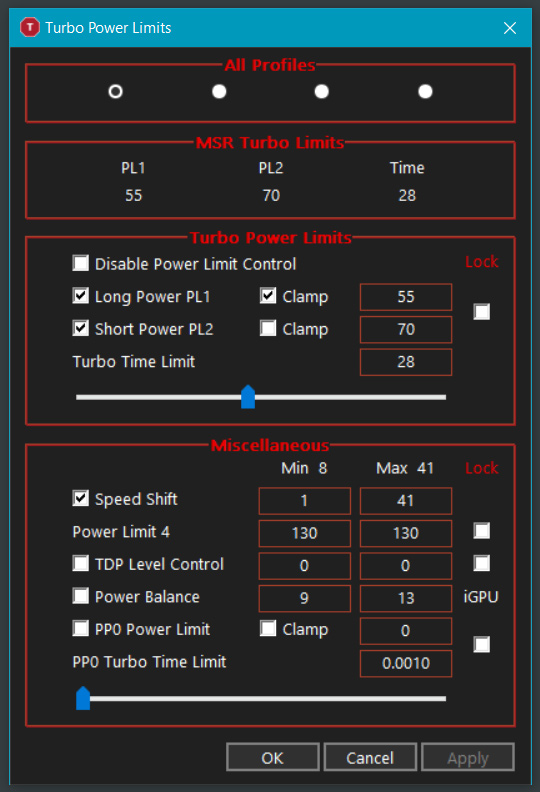 T Turbo Power Limits
All Profiles
MSR Turbo Limits
PL1 PL2 Time
55 70 28
Turbo Power Limits
Disable Power Limit Control Lock
Long Power PL1 Clamp 55
Short Power PL2 Clamp 70
Turbo Time Limit 28
Miscellaneous
Min 8 Max 41 Lock
Speed Shift 1 41
Power Limit 4 130 130
TDP Level Control 0 0
Power Balance 9 13 iGPU
PP0 Power Limit Clamp 0
PP0 Turbo Time Limit 0.0010
OK Cancel Apply